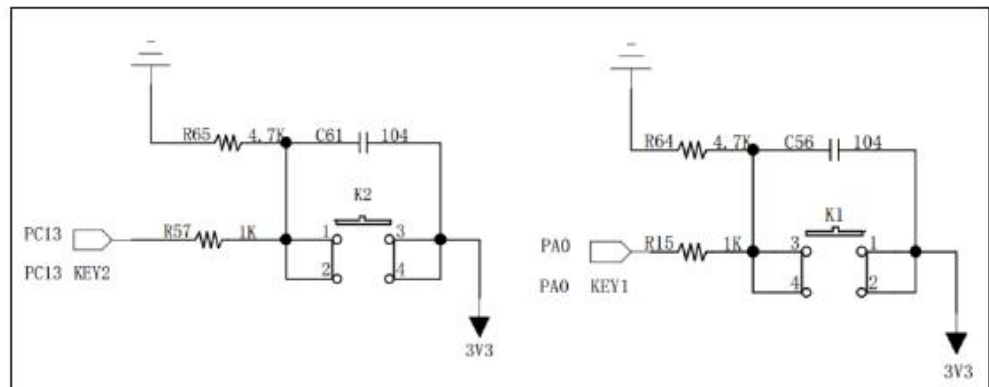 R65 4.7K C61 104
K2
PC13 R57 1K 1 3
PC13 KEY2 2 4
3V3
R64 4.7K C56 104
K1
PA0 R15 1K 3 1
PA0 KEY1 4 2
3V3